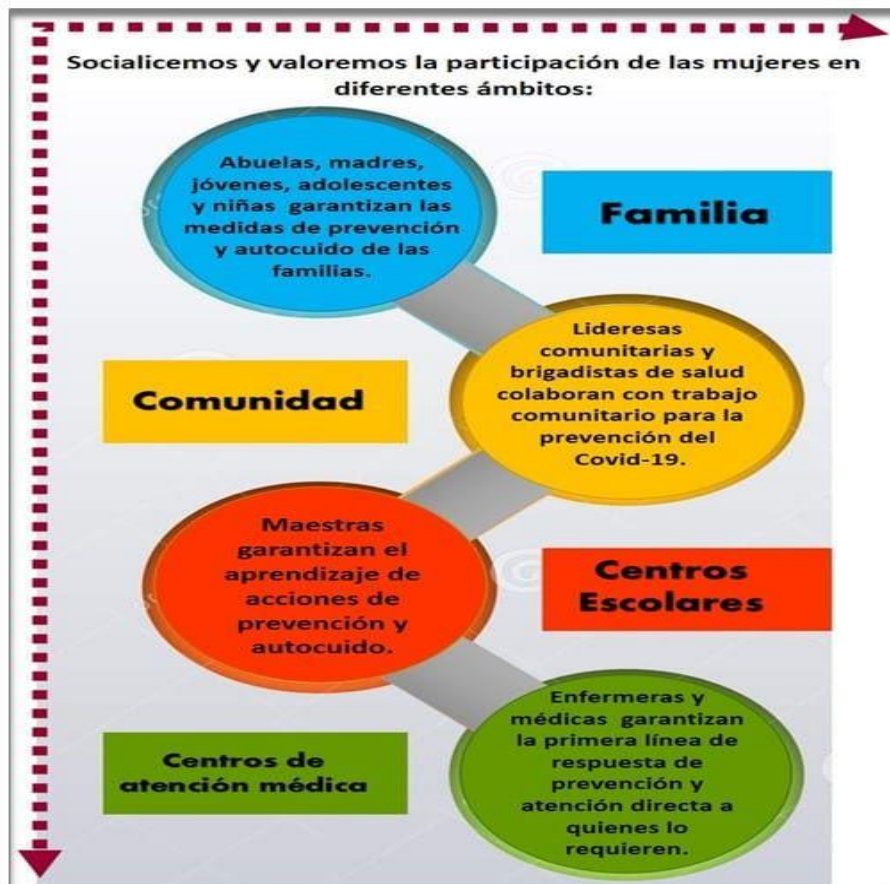 Socialicemos y valoremos la participación de las mujeres en
diferentes ámbitos:
Abuelas, madres,
jóvenes, adolescentes
y niñas garantizan las
medidas de prevención
y autocuido de las
familias.
Familia
Lideresas
comunitarias y
brigadistas de salud
colaboran con trabajo
comunitario para la
prevención del
Covid-19.
Comunidad
Maestras
garantizan el
aprendizaje de
acciones de
prevención y
autocuido.
Centros
Escolares
Enfermeras y
médicas garantizan
la primera línea de
respuesta de
prevención y
atención directa a
quienes lo
requieren.
Centros de
atención médica